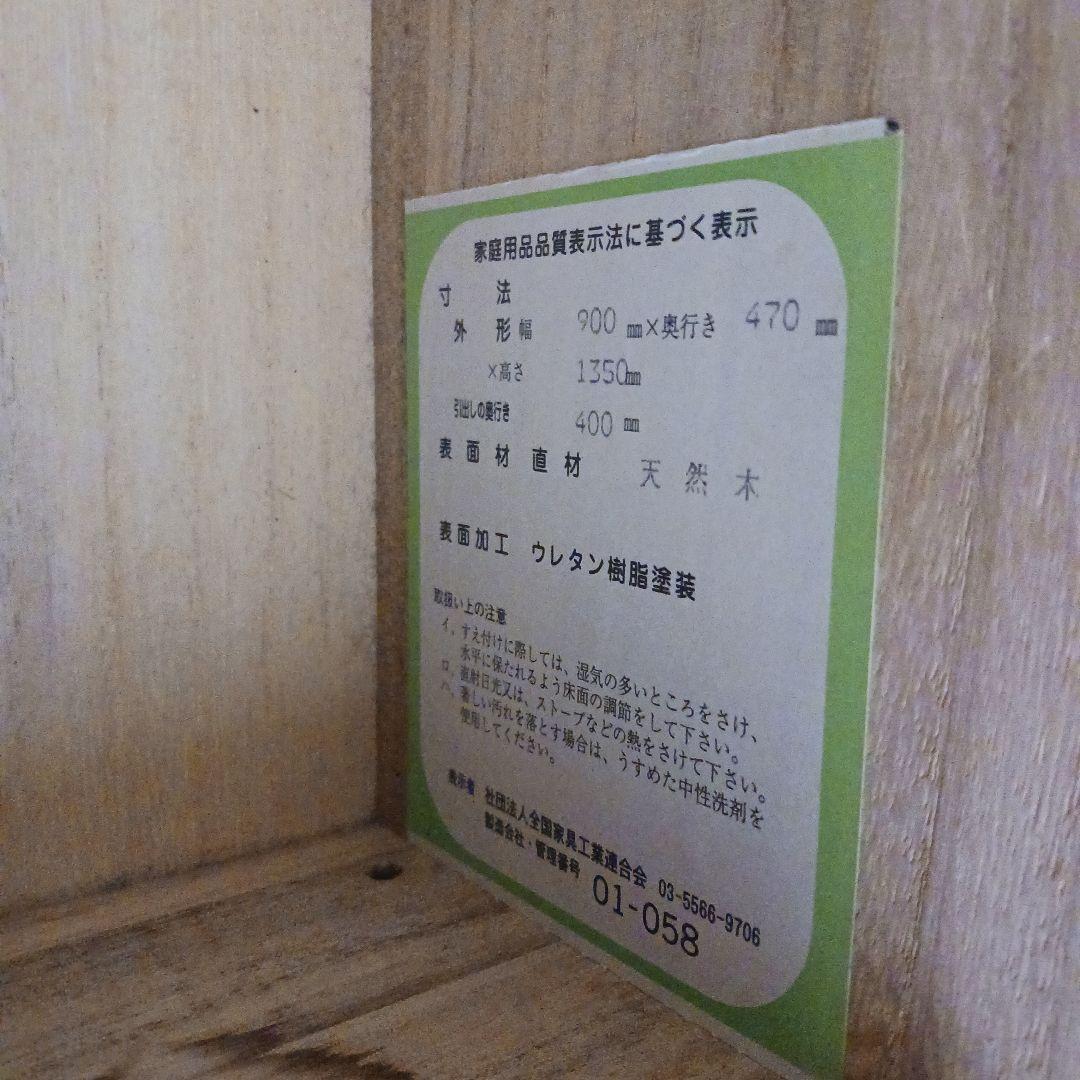 家庭用品品質表示法に基づく表示
寸 法
外 形 幅 900 ㎜×奥行き 470 ㎜
×高さ 1350㎜
引出しの奥行き 400 ㎜
表面材 直材 天然木
表面加工 ウレタン樹脂塗装
取扱い上の注意
イ．すえ付けに際しては、湿気の多いところをさけ、
水平に保たれるよう床面の調節をして下さい。
ロ．直射日光又は、ストーブなどの熱をさけて下さい。
ハ．著しい汚れを落とす場合は、うすめた中性洗剤を
使用してください。
表示者 社団法人全国家具工業連合会 03-5566-9706
製造会社・管理番号 01-058